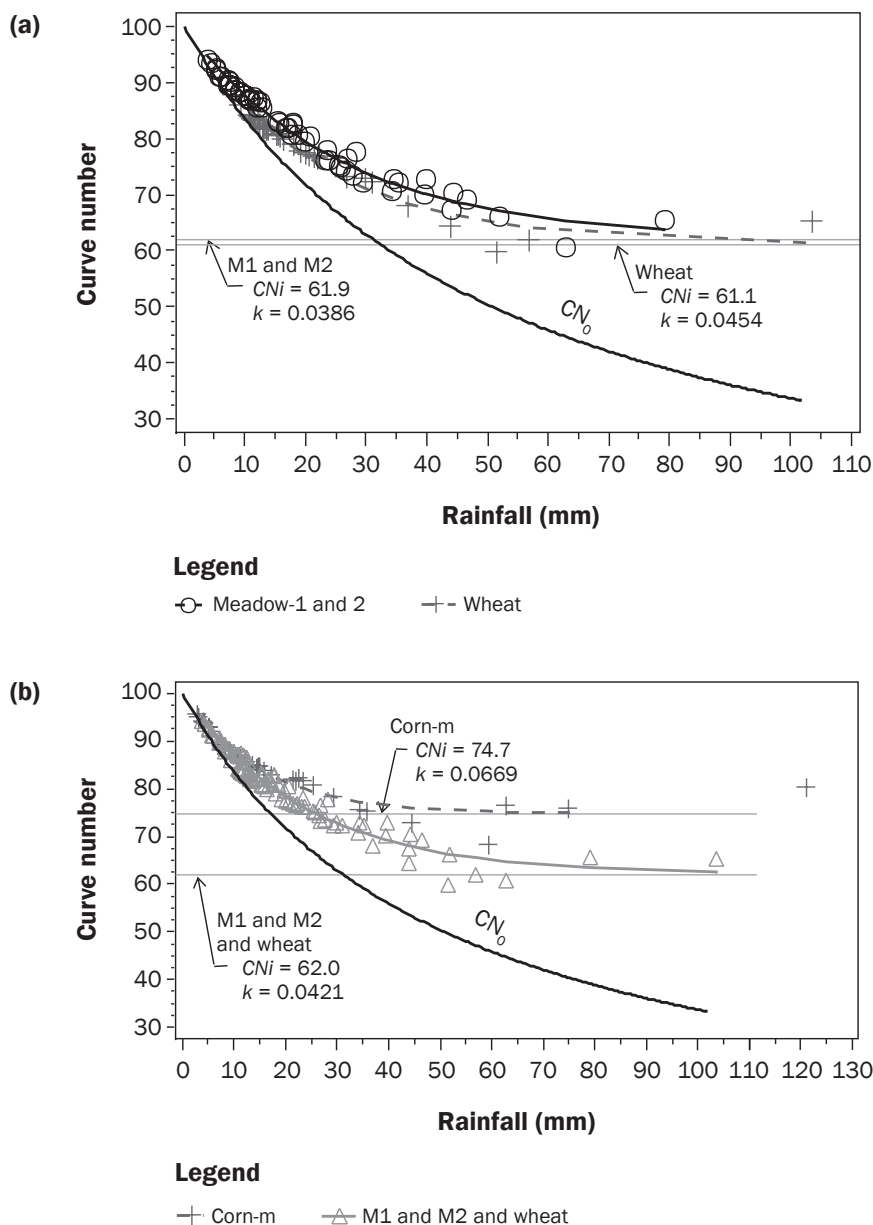 (a)
100
90
80
70
60
50
40
30
Curve number
M1 and M2
CNi = 61.9
k = 0.0386
Wheat
CNi = 61.1
k = 0.0454
CNo
0 10 20 30 40 50 60 70 80 90 100 110
Rainfall (mm)
Legend
Meadow-1 and 2 Wheat
(b)
100
90
80
70
60
50
40
30
Curve number
Corn-m
CNi = 74.7
k = 0.0669
M1 and M2
and wheat
CNi = 62.0
k = 0.0421
CNo
0 10 20 30 40 50 60 70 80 90 100 110 120 130
Rainfall (mm)
Legend
Corn-m M1 and M2 and wheat